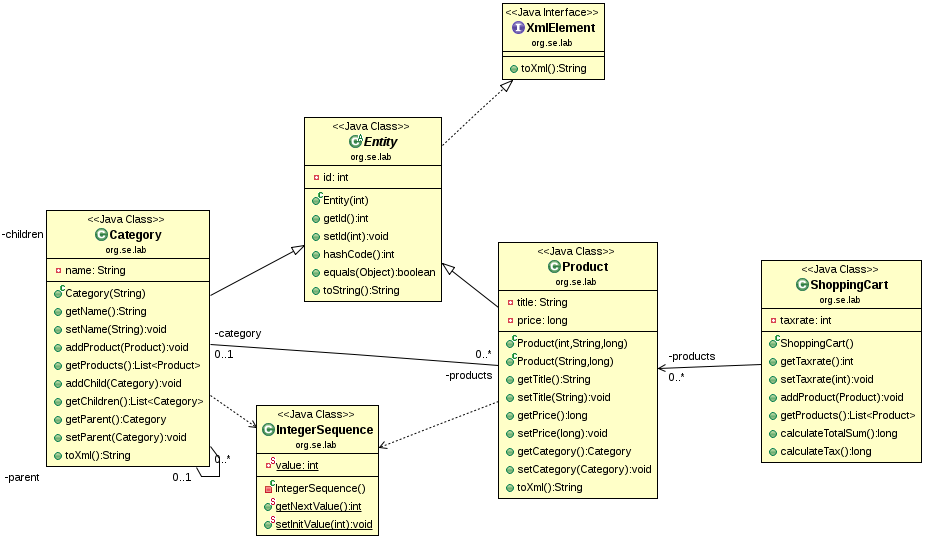 <<Java Interface>>
XmlElement
org.se.lab
toXml():String
<<Java Class>>
Entity
org.se.lab
id: int
Entity(int)
getId():int
setId(int):void
hashCode():int
equals(Object):boolean
toString():String
-children
<<Java Class>>
Category
org.se.lab
name: String
Category(String)
getName():String
setName(String):void
addProduct(Product):void
getProducts():List<Product>
addChild(Category):void
getChildren():List<Category>
getParent():Category
setParent(Category):void
toXml():String
-parent
0..1
0..*
-category
0..1
0..*
-products
<<Java Class>>
IntegerSequence
org.se.lab
value: int
IntegerSequence()
getNextValue():int
setInitValue(int):void
<<Java Class>>
Product
org.se.lab
title: String
price: long
Product(int,String,long)
Product(String,long)
getTitle():String
setTitle(String):void
getPrice():long
setPrice(long):void
getCategory():Category
setCategory(Category):void
toXml():String
-products
0..*
<<Java Class>>
ShoppingCart
org.se.lab
taxrate: int
ShoppingCart()
getTaxrate():int
setTaxrate(int):void
addProduct(Product):void
getProducts():List<Product>
calculateTotalSum():long
calculateTax():long